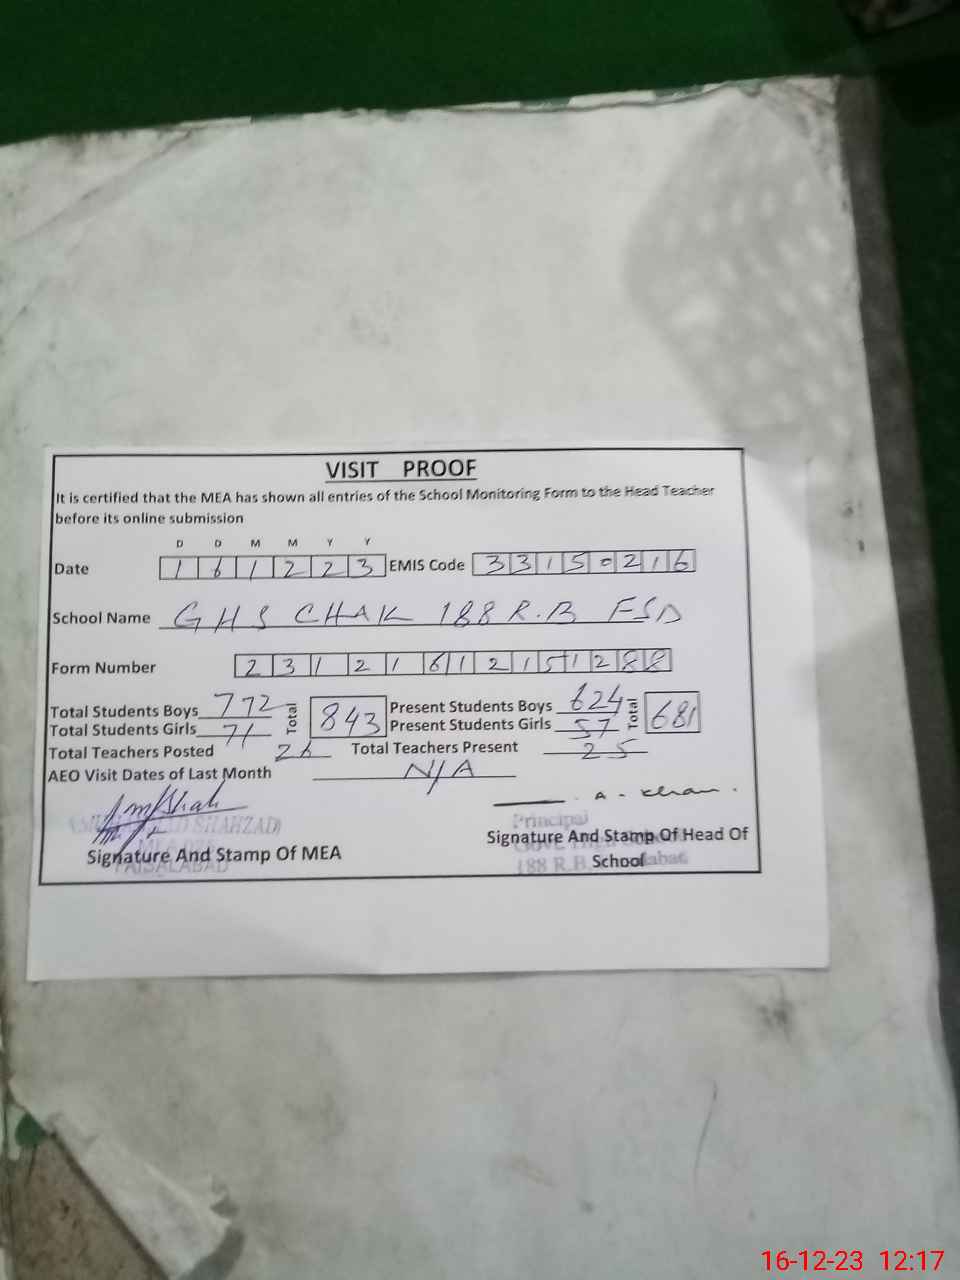 VISIT PROOF
It is certified that the MEA has shown all entries of the School Monitoring Form to the Head Teacher
before its online submission
D D M M Y Y
Date 1 6 1 2 2 3 EMIS Code 3 3 1 5 0 2 1 6
School Name GHS CHAK 188 R.B FSD
Form Number 2 3 1 2 1 6 1 2 1 5 1 2 8 8
Total Students Boys 772 Total 843 Present Students Boys 624 Total 681
Total Students Girls 71 Present Students Girls 57
Total Teachers Posted 26 Total Teachers Present 25
AEO Visit Dates of Last Month N/A
A. Khan
SHAHZAD)
Principal
Signature And Stamp Of MEA
Signature And Stamp Of Head Of
School
FAISALABAD
188 R.B.
16-12-23 12:17